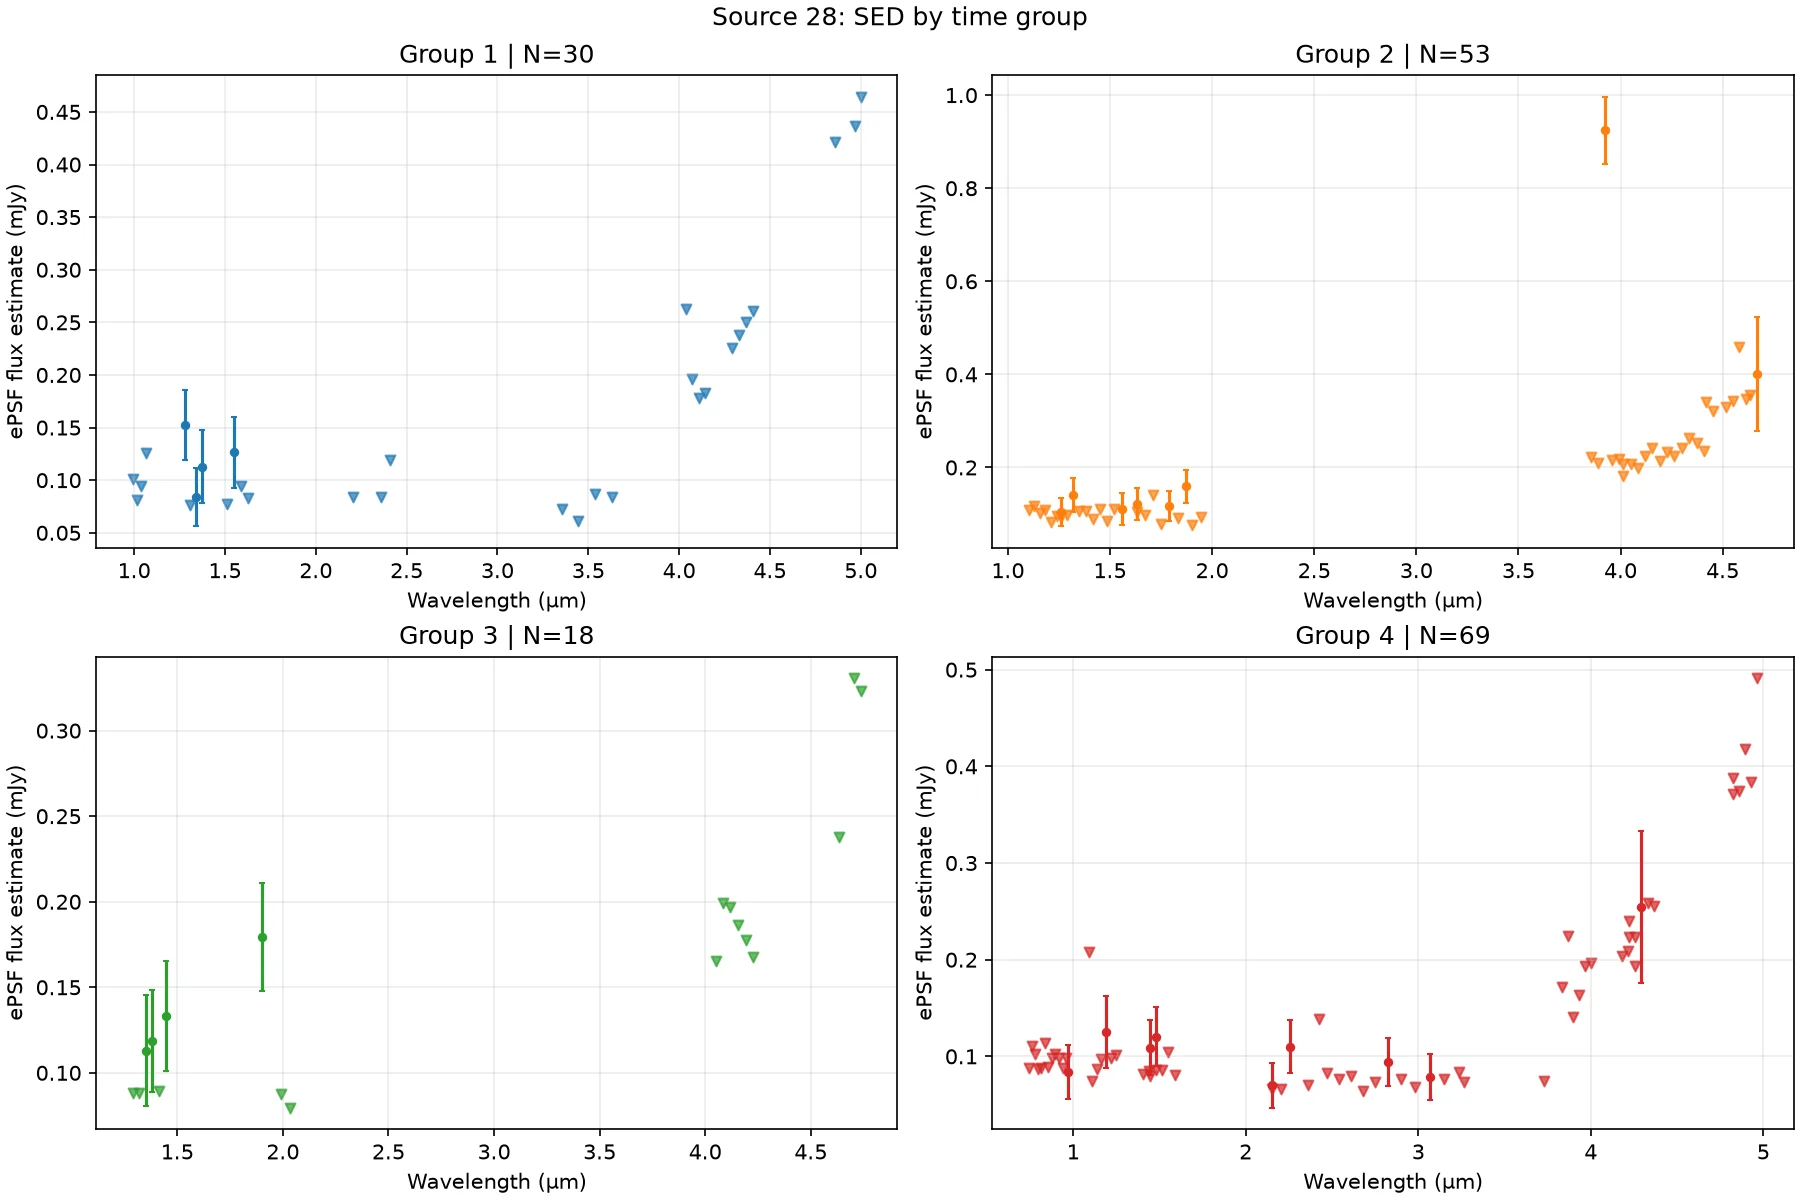 Source 28: SED by time group
Group 1 | N=30
ePSF flux estimate (mJy)
0.45
0.40
0.35
0.30
0.25
0.20
0.15
0.10
0.05
1.0 1.5 2.0 2.5 3.0 3.5 4.0 4.5 5.0
Wavelength (µm)
Group 2 | N=53
ePSF flux estimate (mJy)
1.0
0.8
0.6
0.4
0.2
1.0 1.5 2.0 2.5 3.0 3.5 4.0 4.5
Wavelength (µm)
Group 3 | N=18
ePSF flux estimate (mJy)
0.30
0.25
0.20
0.15
0.10
1.5 2.0 2.5 3.0 3.5 4.0 4.5
Wavelength (µm)
Group 4 | N=69
ePSF flux estimate (mJy)
0.5
0.4
0.3
0.2
0.1
1 2 3 4 5
Wavelength (µm)